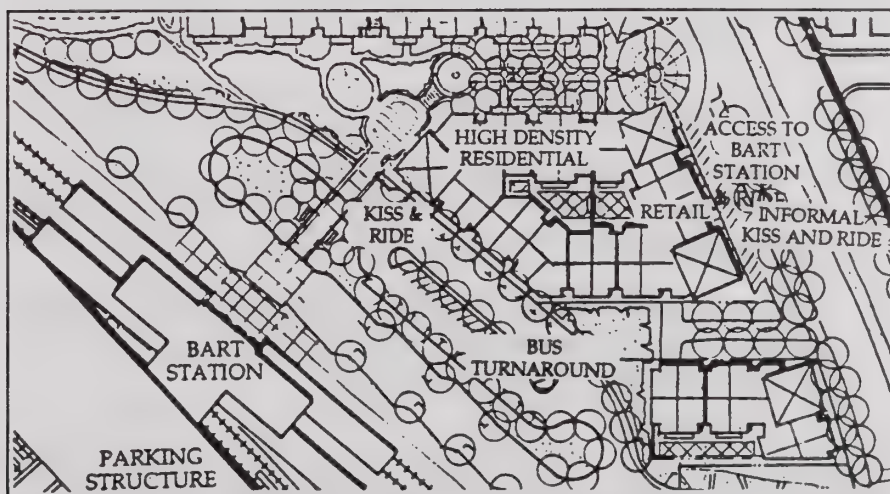 HIGH DENSITY
RESIDENTIAL
ACCESS TO
BART
STATION
RETAIL
INFORMAL
KISS AND RIDE
KISS &
RIDE
BART
STATION
BUS
TURNAROUND
PARKING
STRUCTURE